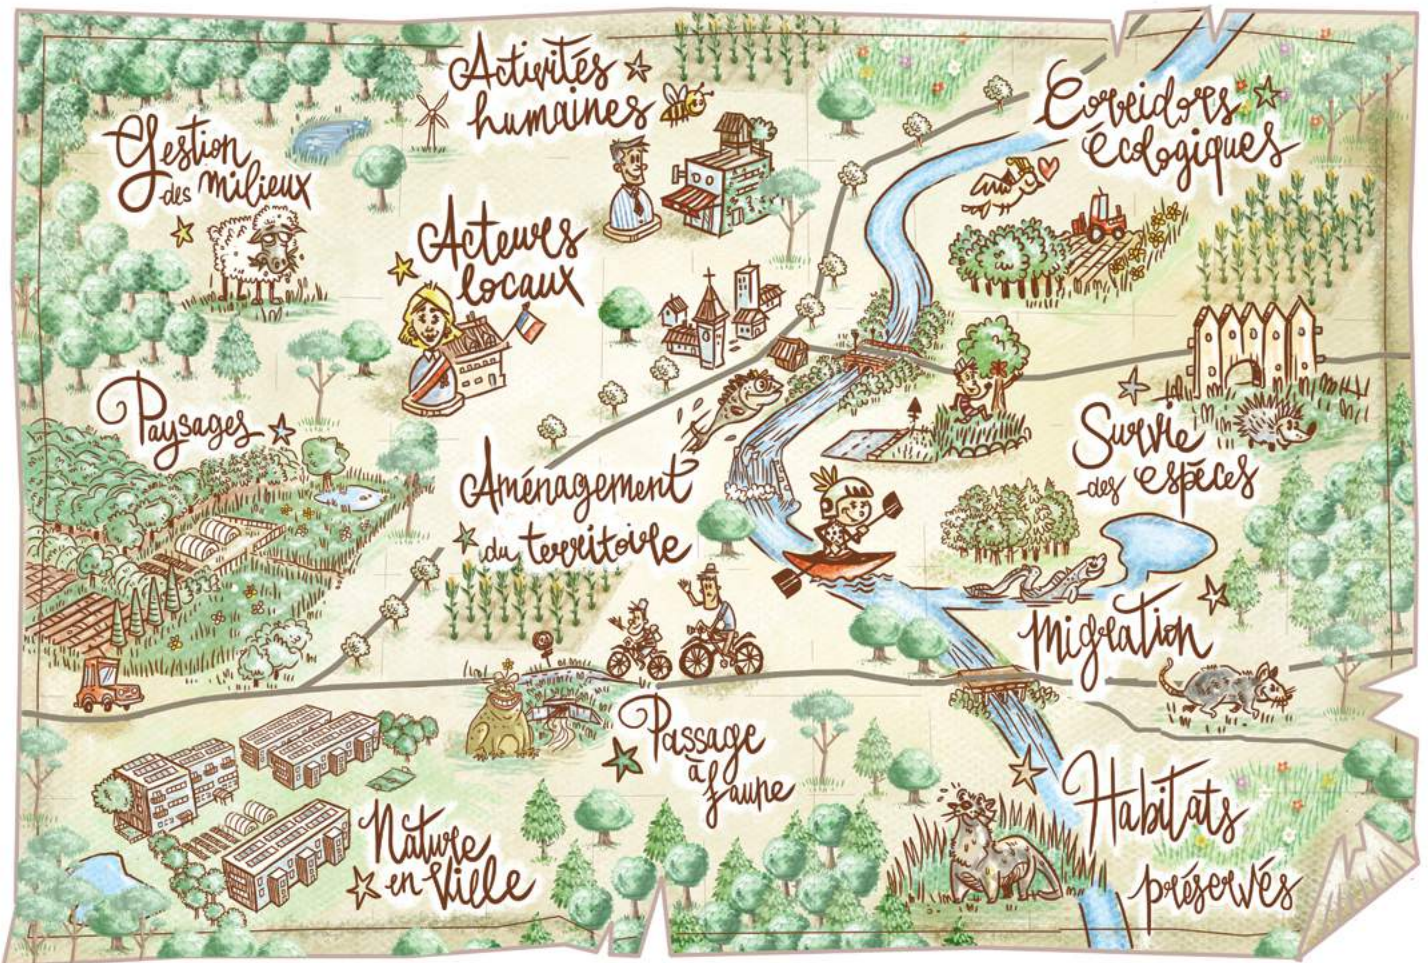 Activités
humaines
Corridors
écologiques
Gestion
des milieux
Acteurs
locaux
Paysages
Survie
des espèces
Aménagement
du territoire
Migration
Passage
à faune
Habitats
préservés
Nature
en Ville